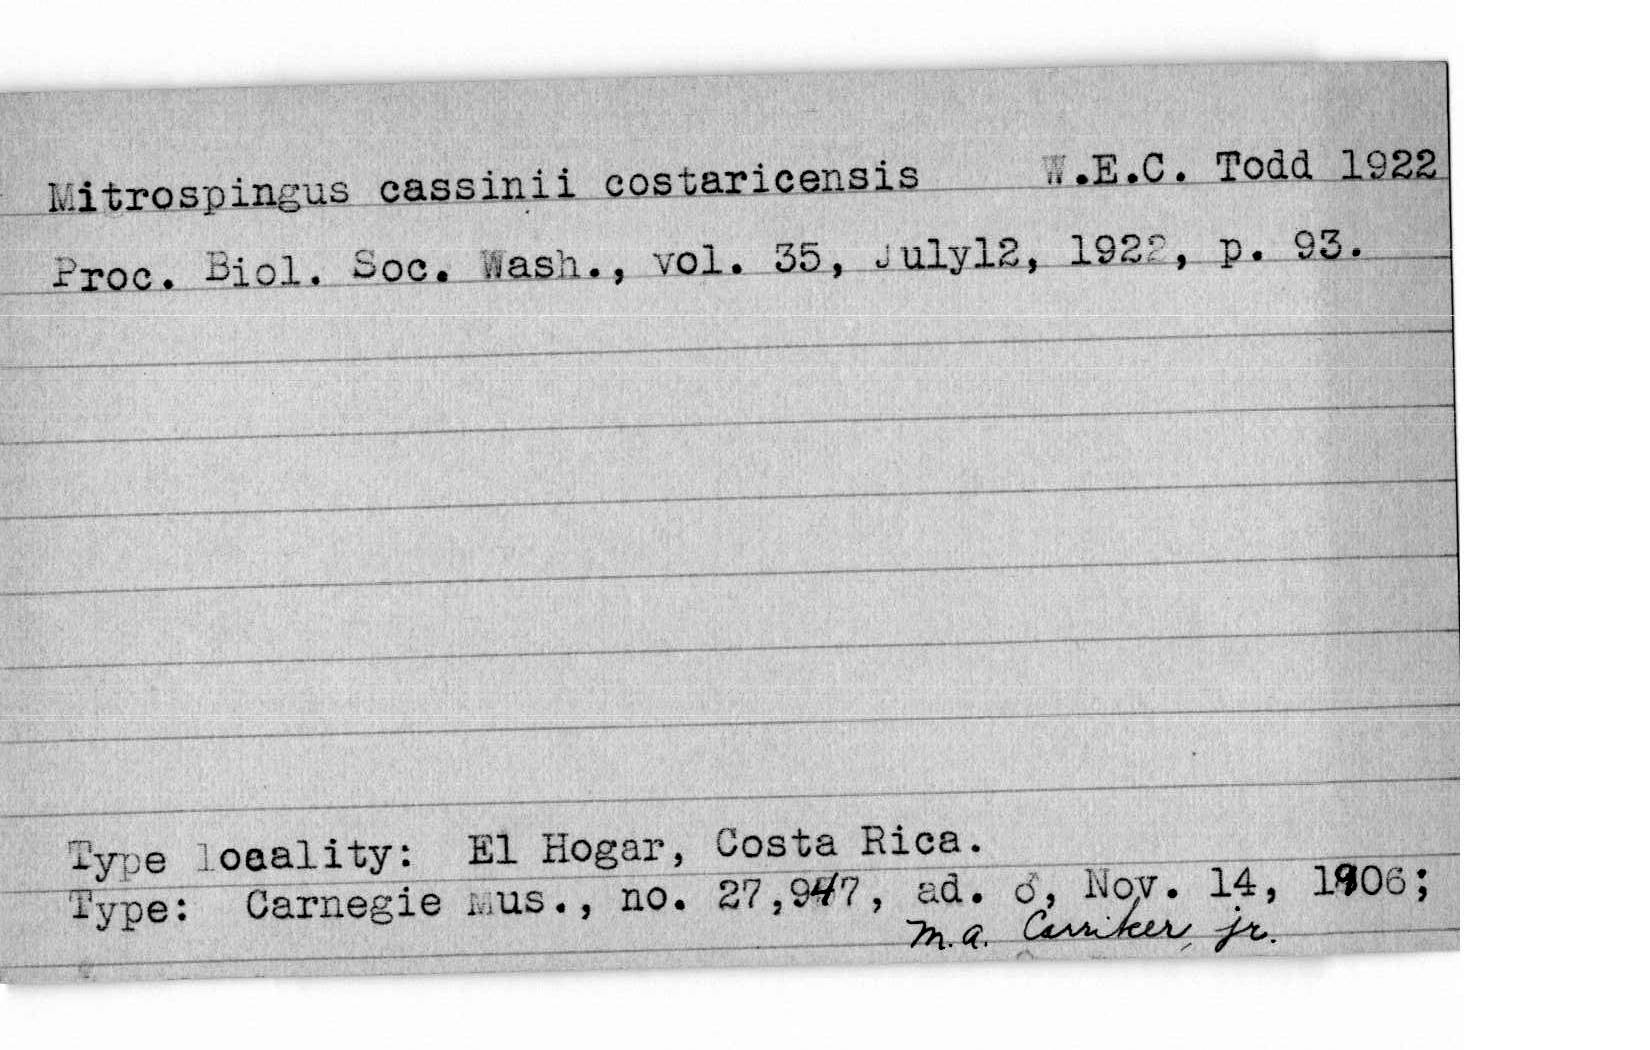 Mitrospingus cassinii costaricensis W.E.C. Todd 1922
Proc. Biol. Soc. Wash., vol. 35, July12, 1922, p. 93.
Type locality: El Hogar, Costa Rica.
Type: Carnegie Mus., no. 27,947, ad. ♂, Nov. 14, 1906;
M.A. Carriker, jr.